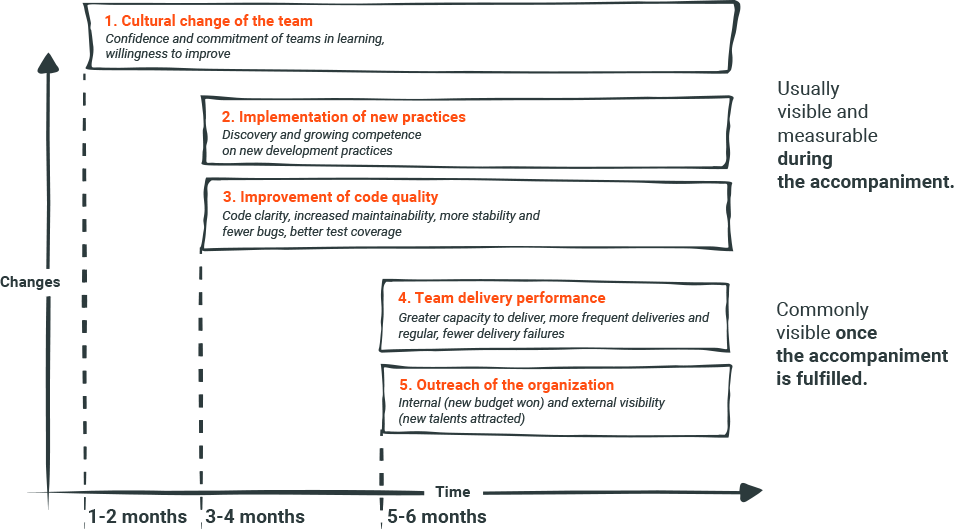 1. Cultural change of the team
Confidence and commitment of teams in learning,
willingness to improve
2. Implementation of new practices
Discovery and growing competence
on new development practices
3. Improvement of code quality
Code clarity, increased maintainability, more stability and
fewer bugs, better test coverage
Usually
visible and
measurable
during
the accompaniment.
Changes
4. Team delivery performance
Greater capacity to deliver, more frequent deliveries and
regular, fewer delivery failures
5. Outreach of the organization
Internal (new budget won) and external visibility
(new talents attracted)
Commonly
visible once
the accompaniment
is fulfilled.
Time
1-2 months
3-4 months
5-6 months